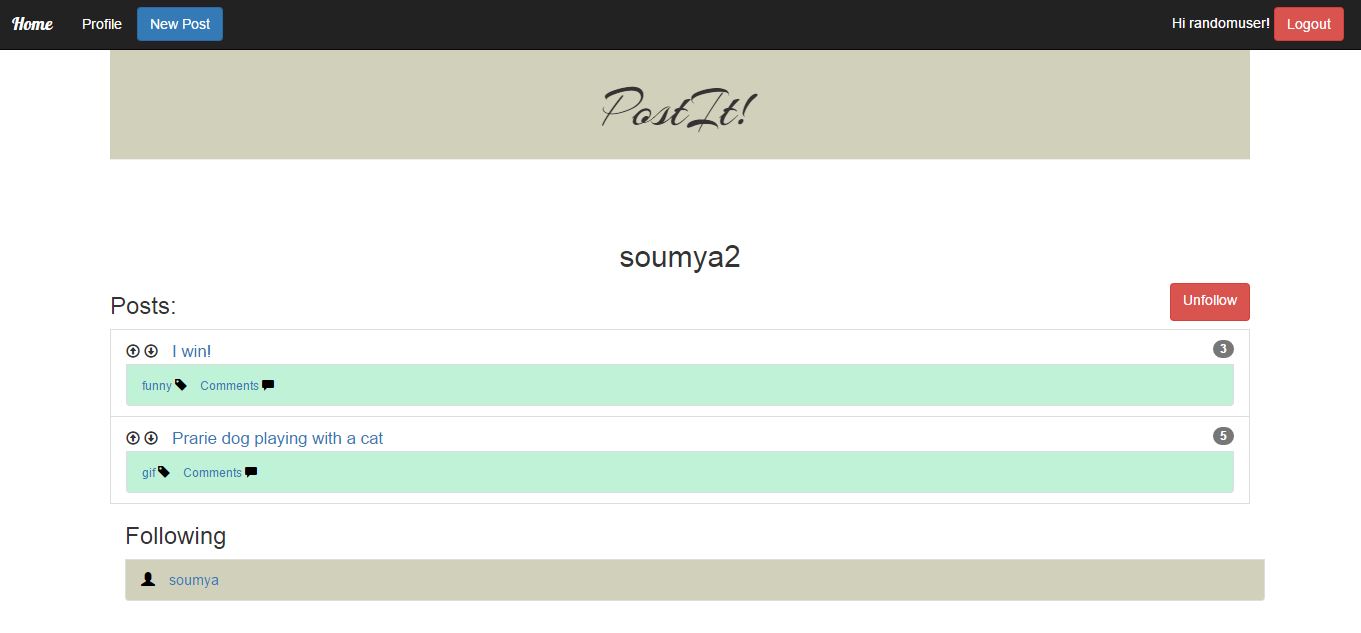 Home Profile New Post Hi randomuser! Logout
PostIt!
soumya2
Posts: Unfollow
I win! 3
funny Comments
Prarie dog playing with a cat 5
gif Comments
Following
soumya